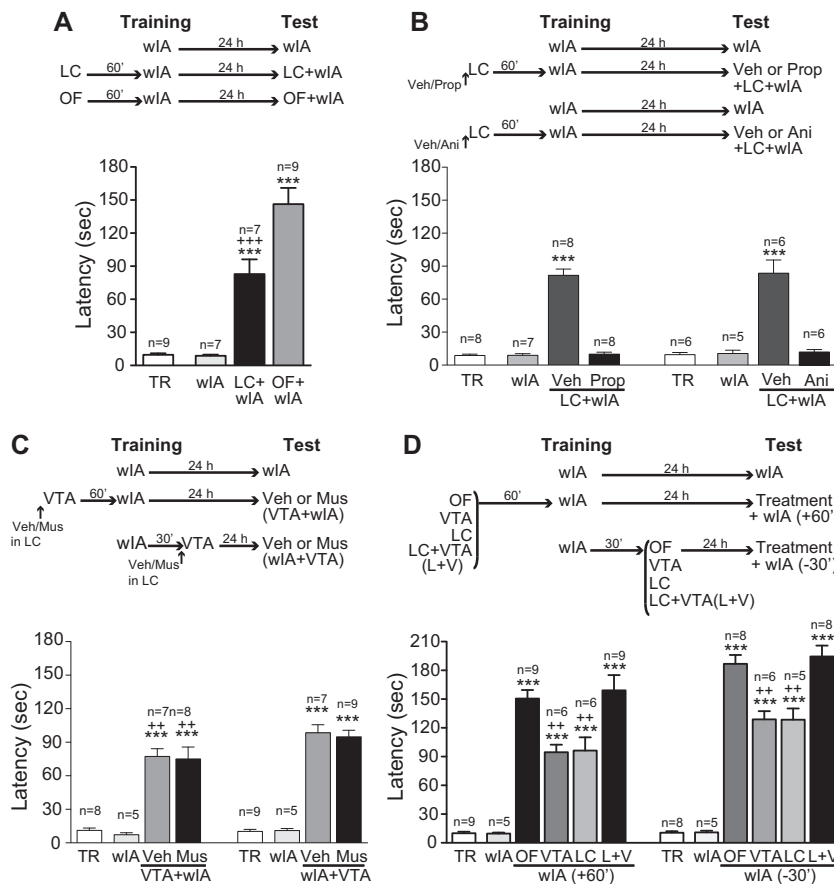 A
Training Test
wIA 24 h wIA
LC 60' wIA 24 h LC+wIA
OF 60' wIA 24 h OF+wIA
Latency (sec)
180
150
120
90
60
30
0
n=9
n=7
n=7
+++
***
n=9
***
TR wIA LC+ OF+
wIA wIA
B
Training Test
wIA 24 h wIA
Veh/Prop LC 60' wIA 24 h Veh or Prop
+LC+wIA
wIA 24 h wIA
Veh/Ani LC 60' wIA 24 h Veh or Ani
+LC+wIA
Latency (sec)
180
150
120
90
60
30
0
n=8
n=7
n=8
***
n=8
n=6
n=5
n=6
***
n=6
TR wIA Veh Prop TR wIA Veh Ani
LC+wIA LC+wIA
C
Training Test
wIA 24 h wIA
VTA 60' wIA 24 h Veh or Mus
(VTA+wIA)
Veh/Mus
in LC
wIA 30' VTA 24 h Veh or Mus
(wIA+VTA)
Veh/Mus
in LC
Latency (sec)
180
150
120
90
60
30
0
n=8
n=5
n=7
++
***
n=8
++
***
n=9
n=5
n=7
***
n=9
***
TR wIA Veh Mus TR wIA Veh Mus
VTA+wIA wIA+VTA
D
Training Test
wIA 24 h wIA
OF
VTA
LC
LC+VTA
(L+V)
60' wIA 24 h Treatment
+ wIA (+60')
wIA 30' OF 24 h Treatment
+ wIA (-30')
VTA
LC
LC+VTA(L+V)
Latency (sec)
210
180
150
120
90
60
30
0
n=9
n=5
n=9
***
n=6
++
***
n=6
++
***
n=9
***
n=8
n=5
n=8
***
n=6
++
***
n=5
++
***
n=8
***
TR wIA OF VTA LC L+V TR wIA OF VTA LC L+V
wIA (+60') wIA (-30')